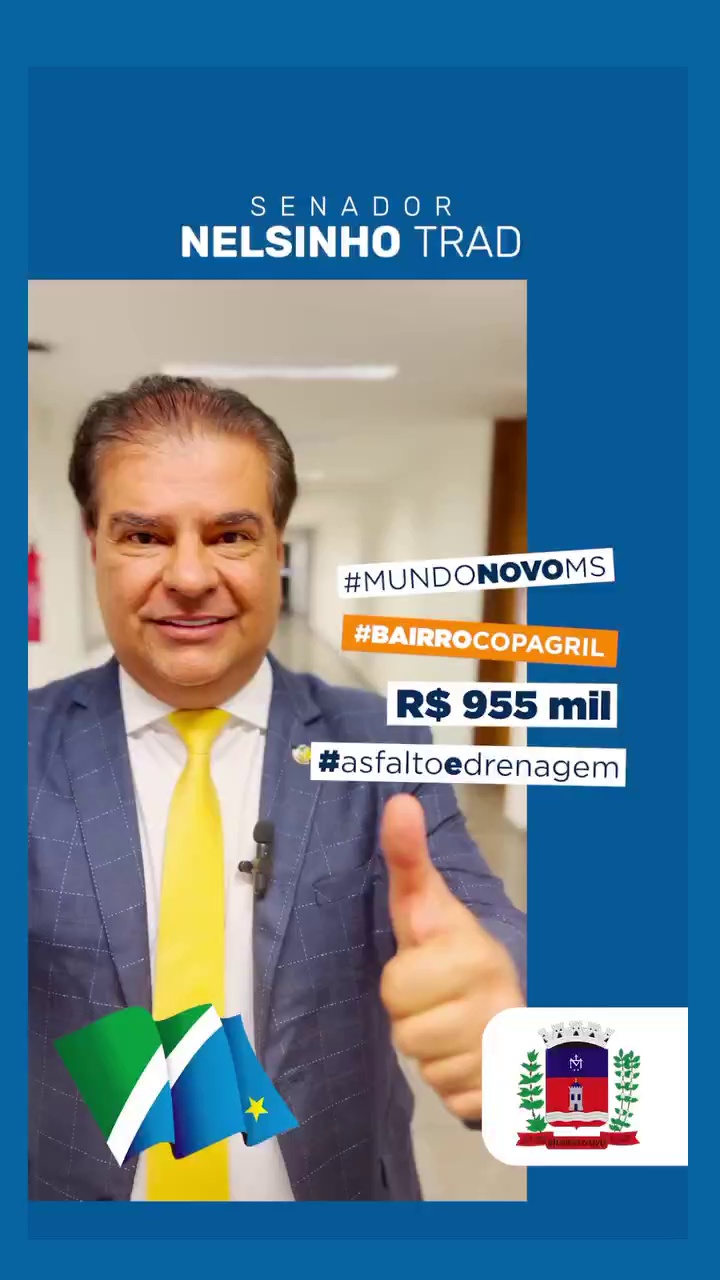 SENADOR
NELSINHO TRAD
#MUNDONOVOMS
#BAIRROCOPAGRIL
R$ 955 mil
#asfaltoedrenagem